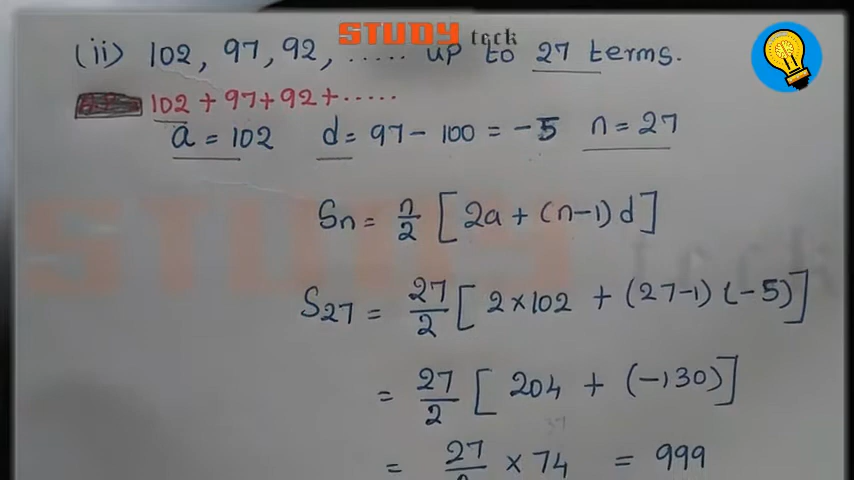 STUDY teck
(ii) 102, 97, 92, ..... up to 27 terms.
102 + 97 + 92 + .....
a = 102 d = 97 - 100 = -5 n = 27
Sn = n/2 [2a + (n-1) d]
S27 = 27/2 [2 × 102 + (27-1) (-5)]
= 27/2 [204 + (-130)]
= 27/2 × 74 = 999